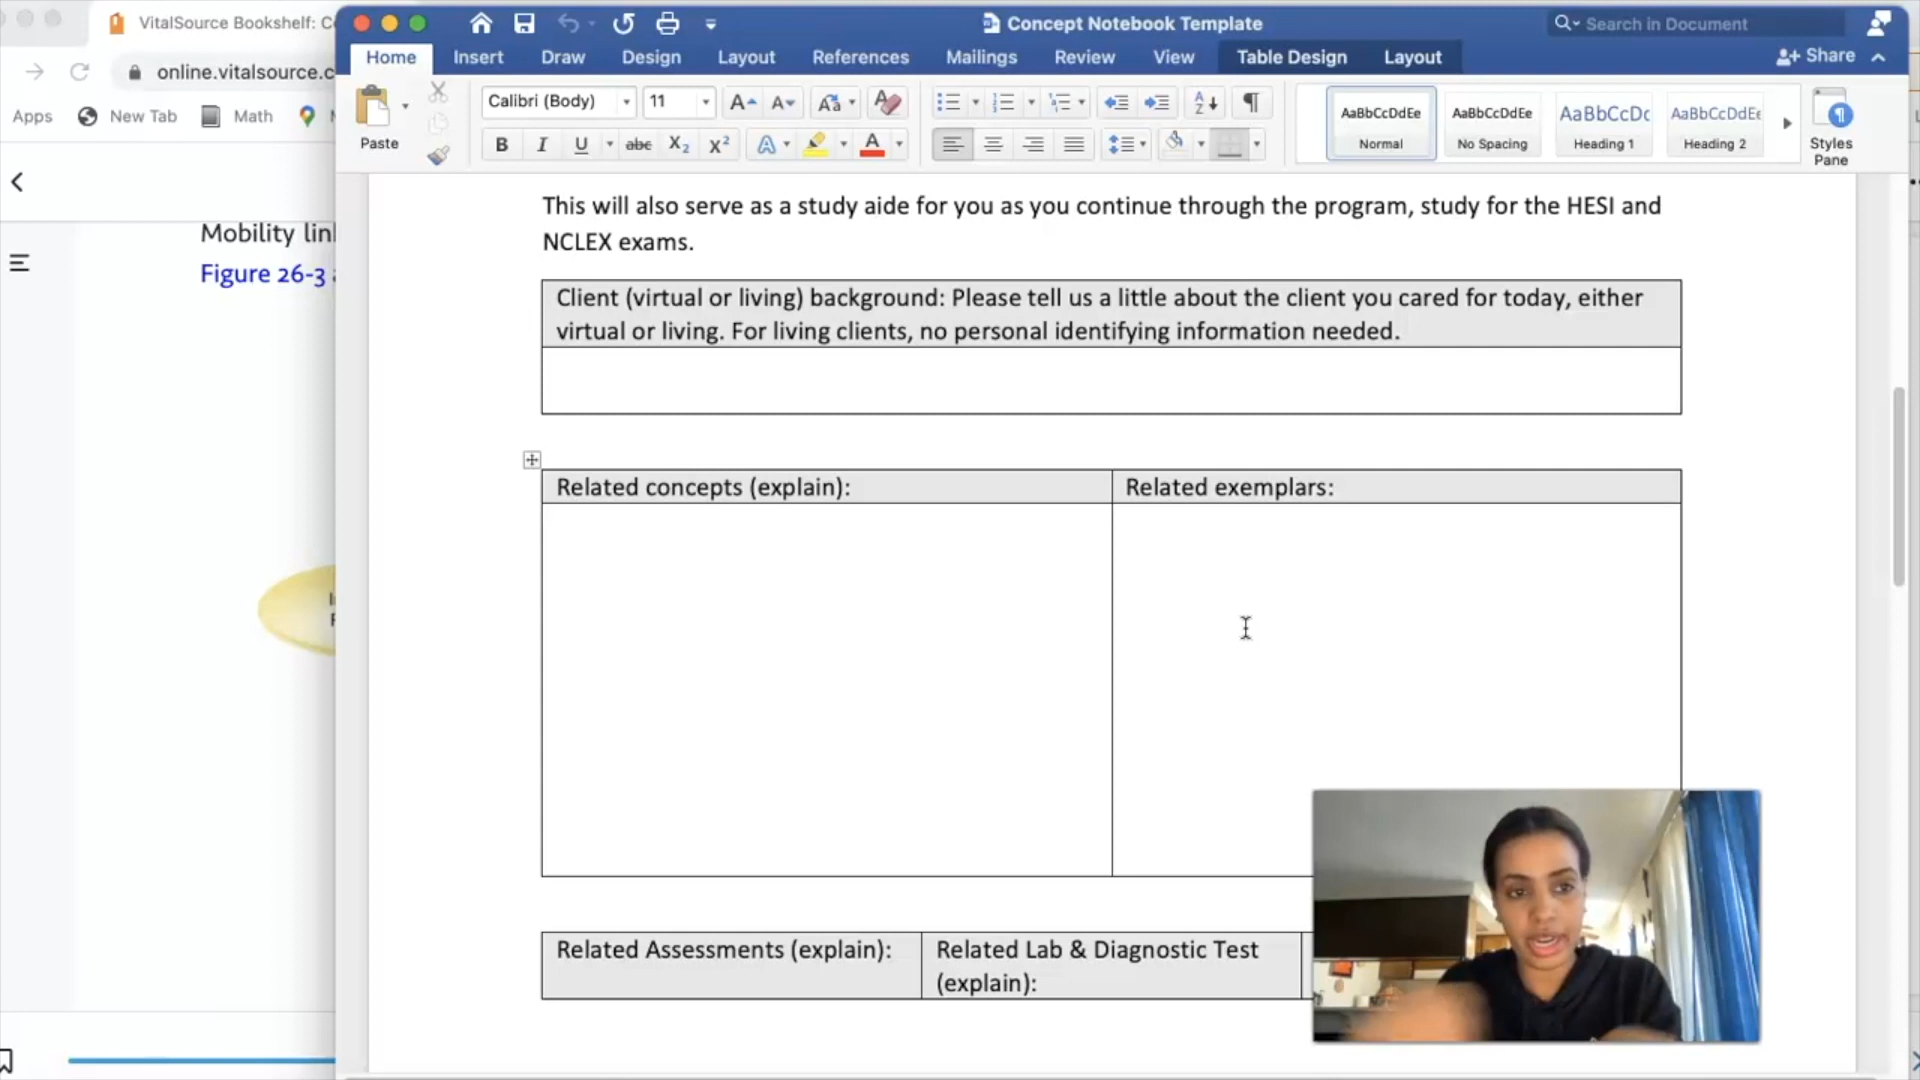 VitalSource Bookshelf: C
Concept Notebook Template
Search in Document
Home Insert Draw Design Layout References Mailings Review View Table Design Layout
Share
online.vitalsource.c
Calibri (Body) 11
AaBbCcDdEe AaBbCcDdEe AaBbCcDc AaBbCcDdEe
Apps New Tab Math
Paste
Normal No Spacing Heading 1 Heading 2
Styles
Pane
This will also serve as a study aide for you as you continue through the program, study for the HESI and
NCLEX exams.
Mobility lin
Figure 26-3
Client (virtual or living) background: Please tell us a little about the client you cared for today, either
virtual or living. For living clients, no personal identifying information needed.
Related concepts (explain): Related exemplars:
Related Assessments (explain): Related Lab & Diagnostic Test
(explain):